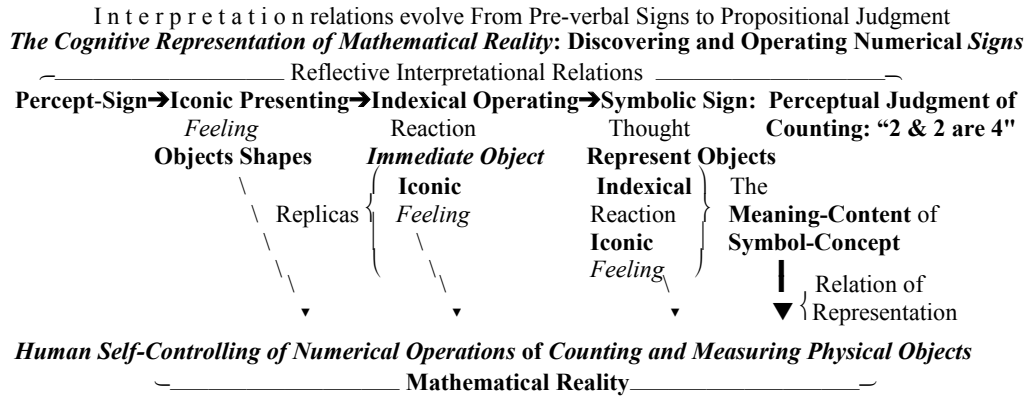 I n t e r p r e t a t i o n relations evolve From Pre-verbal Signs to Propositional Judgment
The Cognitive Representation of Mathematical Reality: Discovering and Operating Numerical Signs
Reflective Interpretational Relations
Percept-Sign➔Iconic Presenting➔Indexical Operating➔Symbolic Sign: Perceptual Judgment of
Feeling Reaction Thought Counting: “2 & 2 are 4"
Objects Shapes Immediate Object Represent Objects
Iconic Indexical The
Replicas Feeling Reaction Meaning-Content of
Iconic Symbol-Concept
Feeling
Relation of
Representation
Human Self-Controlling of Numerical Operations of Counting and Measuring Physical Objects
Mathematical Reality